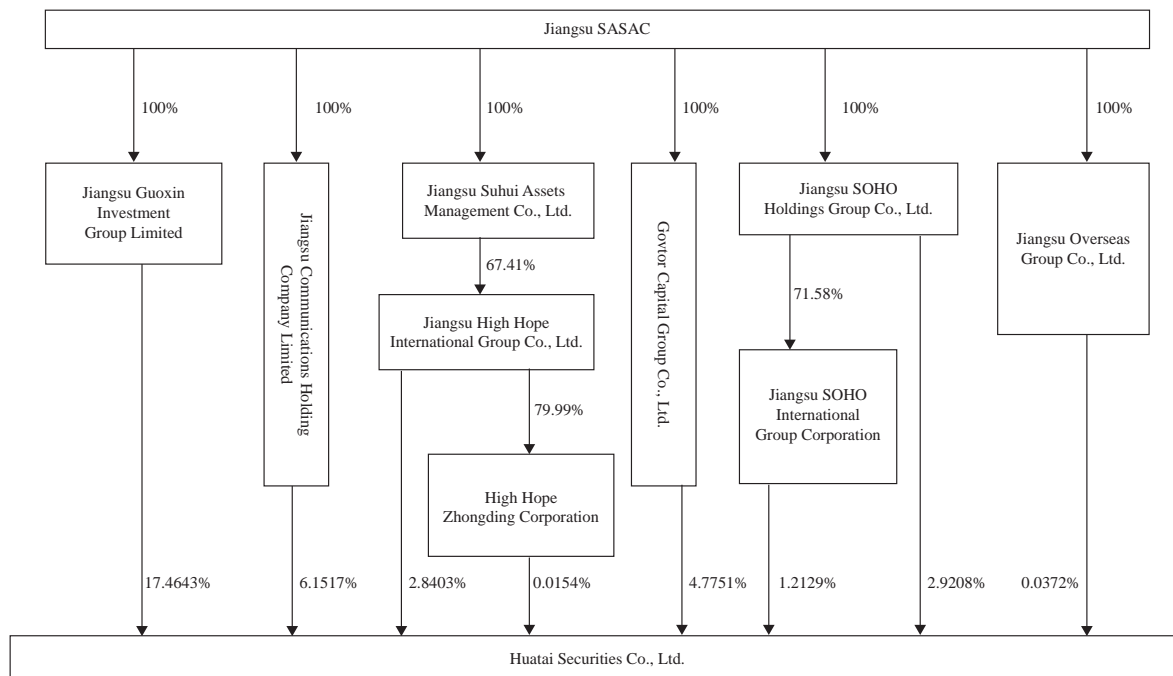 Jiangsu SASAC
100%
100%
100%
100%
100%
100%
Jiangsu Guoxin
Investment
Group Limited
Jiangsu Communications Holding
Company Limited
Jiangsu Suhui Assets
Management Co., Ltd.
Govtor Capital Group Co., Ltd.
Jiangsu SOHO
Holdings Group Co., Ltd.
Jiangsu Overseas
Group Co., Ltd.
67.41%
71.58%
Jiangsu High Hope
International Group Co., Ltd.
Jiangsu SOHO
International
Group Corporation
79.99%
High Hope
Zhongding Corporation
17.4643%
6.1517%
2.8403%
0.0154%
4.7751%
1.2129%
2.9208%
0.0372%
Huatai Securities Co., Ltd.